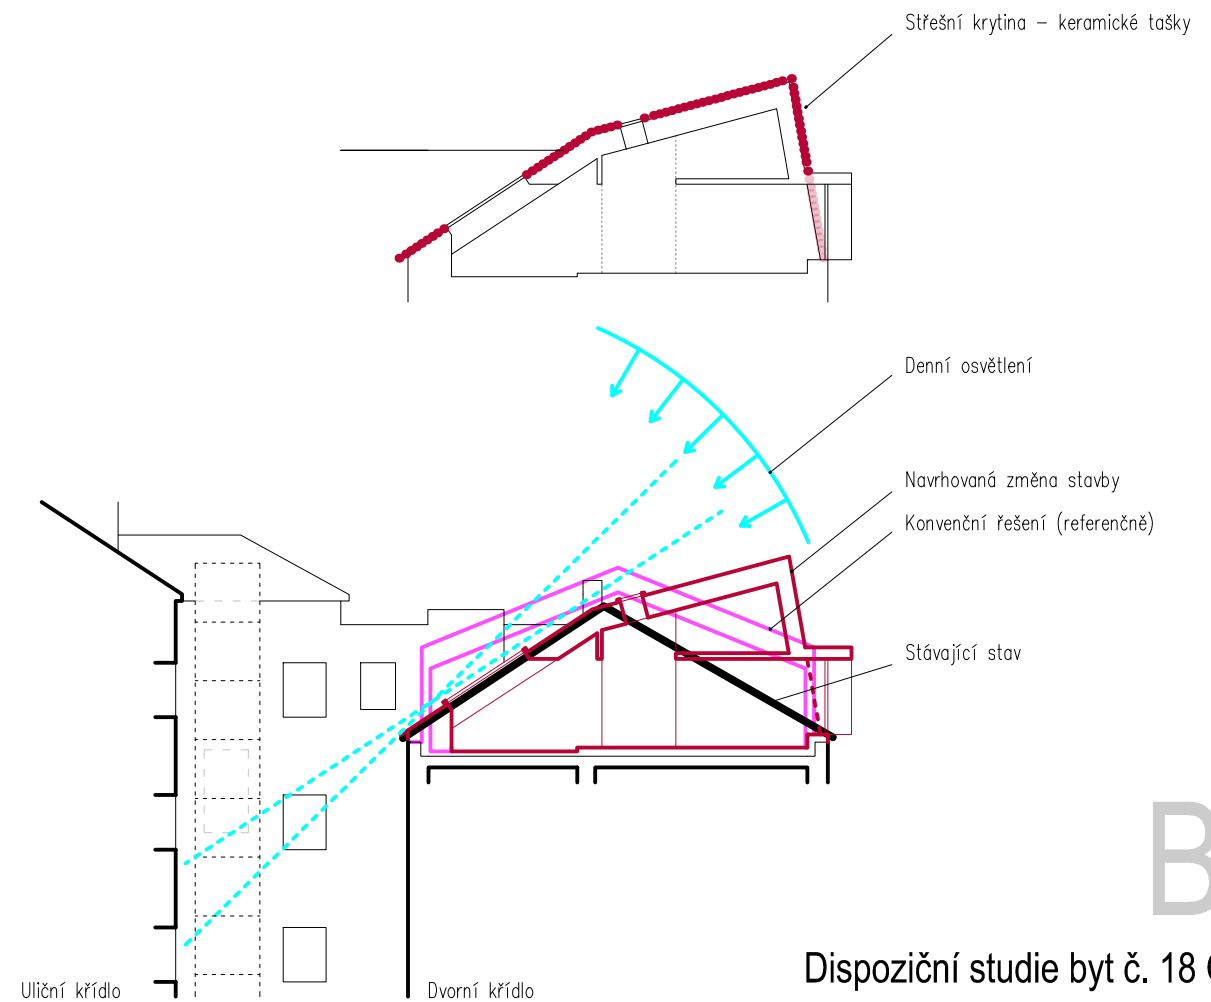 Střešní krytina – keramické tašky
Denní osvětlení
Navrhovaná změna stavby
Konvenční řešení (referenčně)
Stávající stav
B
Dispoziční studie byt č. 18
Uliční křídlo
Dvorní křídlo